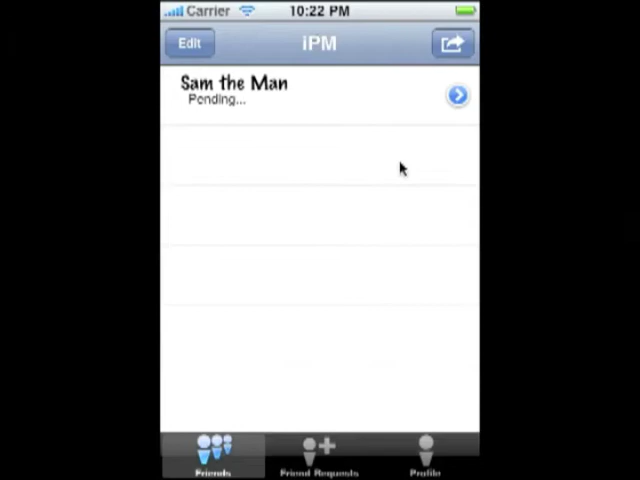 Carrier 10:22 PM
Edit iPM
Sam the Man
Pending...
Friends Friend Requests Profile